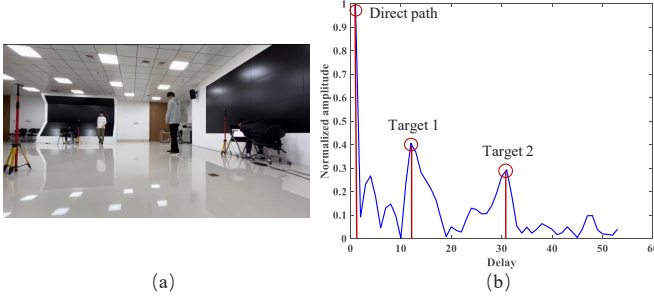 1
0.9
0.8
0.7
0.6
0.5
0.4
0.3
0.2
0.1
0
Normalized amplitude
Direct path
Target 1
Target 2
0 10 20 30 40 50 60
Delay
(a) (b)